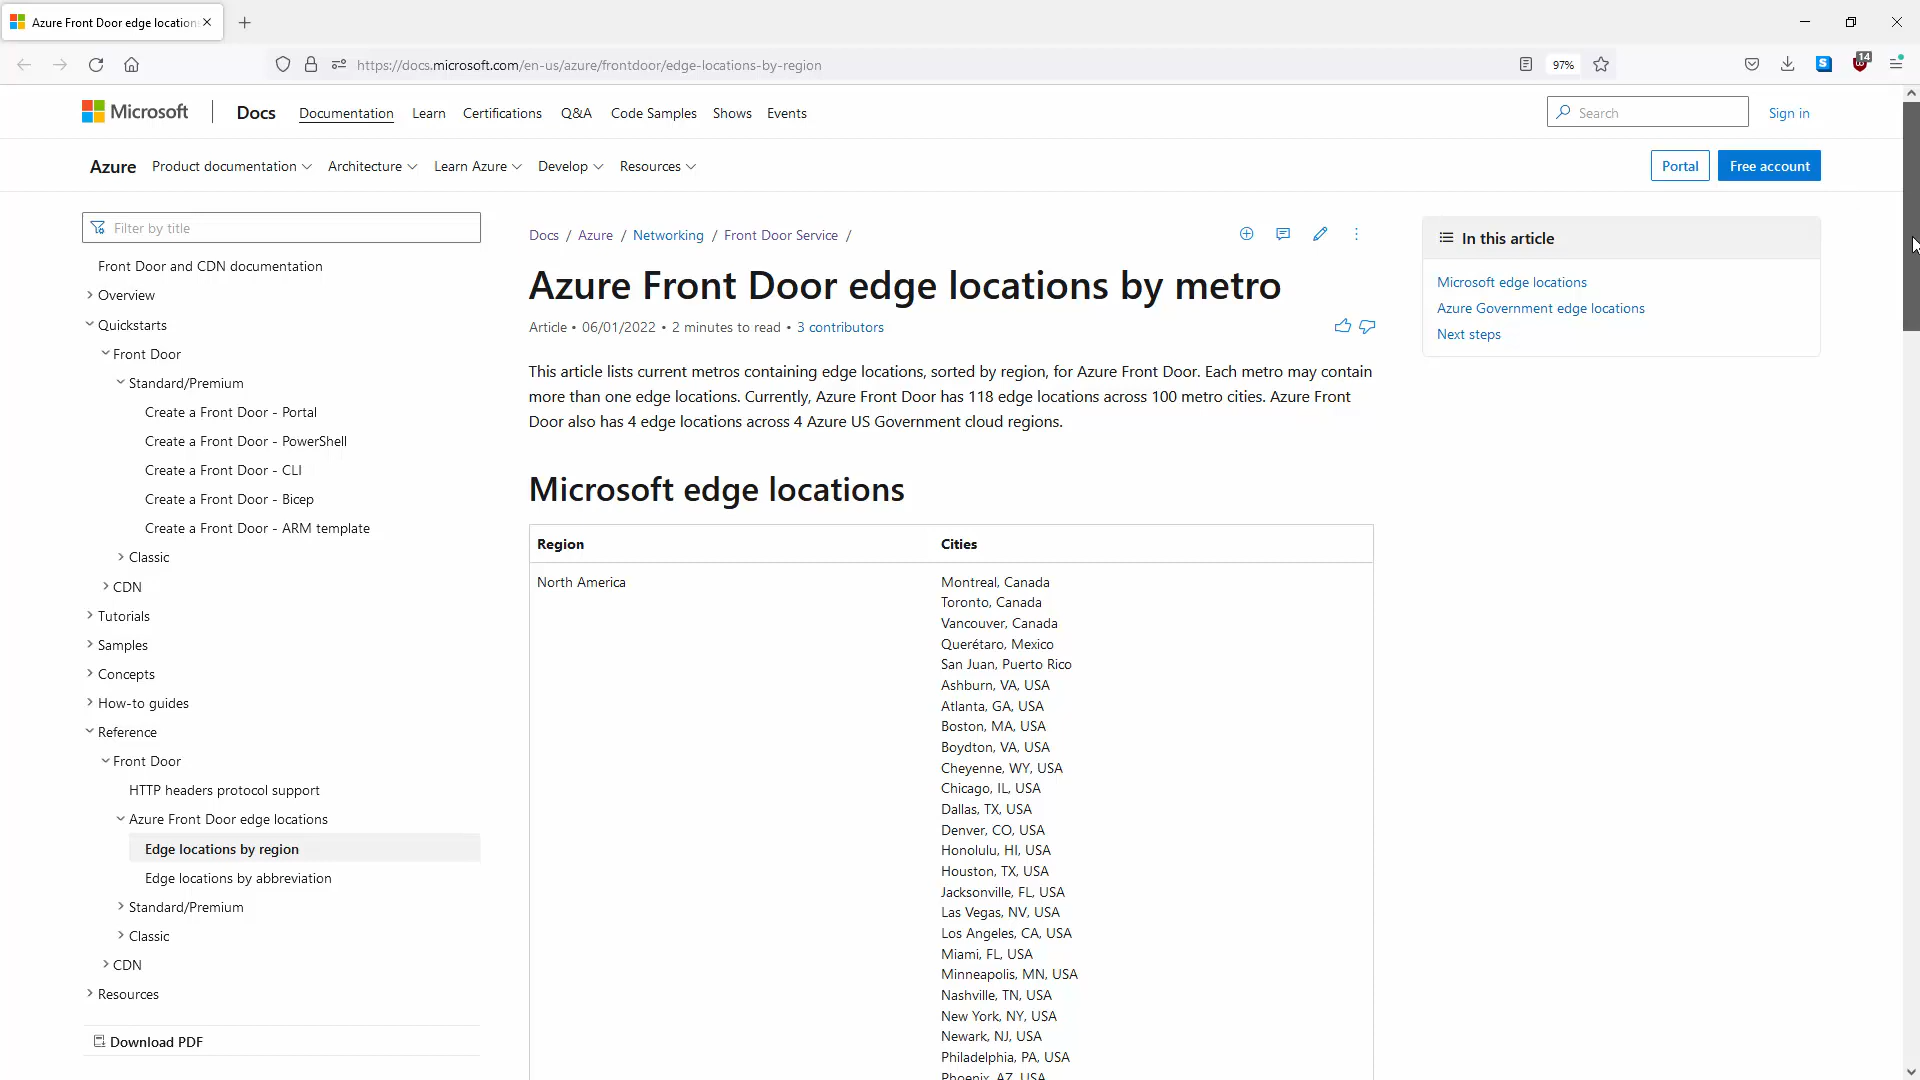 Azure Front Door edge location
https://docs.microsoft.com/en-us/azure/frontdoor/edge-locations-by-region
97%
S
14
Microsoft
Docs
Documentation
Learn
Certifications
Q&A
Code Samples
Shows
Events
Search
Sign in
Azure
Product documentation
Architecture
Learn Azure
Develop
Resources
Portal
Free account
Filter by title
Front Door and CDN documentation
Overview
Quickstarts
Front Door
Standard/Premium
Create a Front Door - Portal
Create a Front Door - PowerShell
Create a Front Door - CLI
Create a Front Door - Bicep
Create a Front Door - ARM template
Classic
CDN
Tutorials
Samples
Concepts
How-to guides
Reference
Front Door
HTTP headers protocol support
Azure Front Door edge locations
Edge locations by region
Edge locations by abbreviation
Standard/Premium
Classic
CDN
Resources
Download PDF
Docs / Azure / Networking / Front Door Service /
Azure Front Door edge locations by metro
Article • 06/01/2022 • 2 minutes to read • 3 contributors
This article lists current metros containing edge locations, sorted by region, for Azure Front Door. Each metro may contain
more than one edge locations. Currently, Azure Front Door has 118 edge locations across 100 metro cities. Azure Front
Door also has 4 edge locations across 4 Azure US Government cloud regions.
Microsoft edge locations
Region
Cities
North America
Montreal, Canada
Toronto, Canada
Vancouver, Canada
Querétaro, Mexico
San Juan, Puerto Rico
Ashburn, VA, USA
Atlanta, GA, USA
Boston, MA, USA
Boydton, VA, USA
Cheyenne, WY, USA
Chicago, IL, USA
Dallas, TX, USA
Denver, CO, USA
Honolulu, HI, USA
Houston, TX, USA
Jacksonville, FL, USA
Las Vegas, NV, USA
Los Angeles, CA, USA
Miami, FL, USA
Minneapolis, MN, USA
Nashville, TN, USA
New York, NY, USA
Newark, NJ, USA
Philadelphia, PA, USA
Phoenix, AZ, USA
In this article
Microsoft edge locations
Azure Government edge locations
Next steps